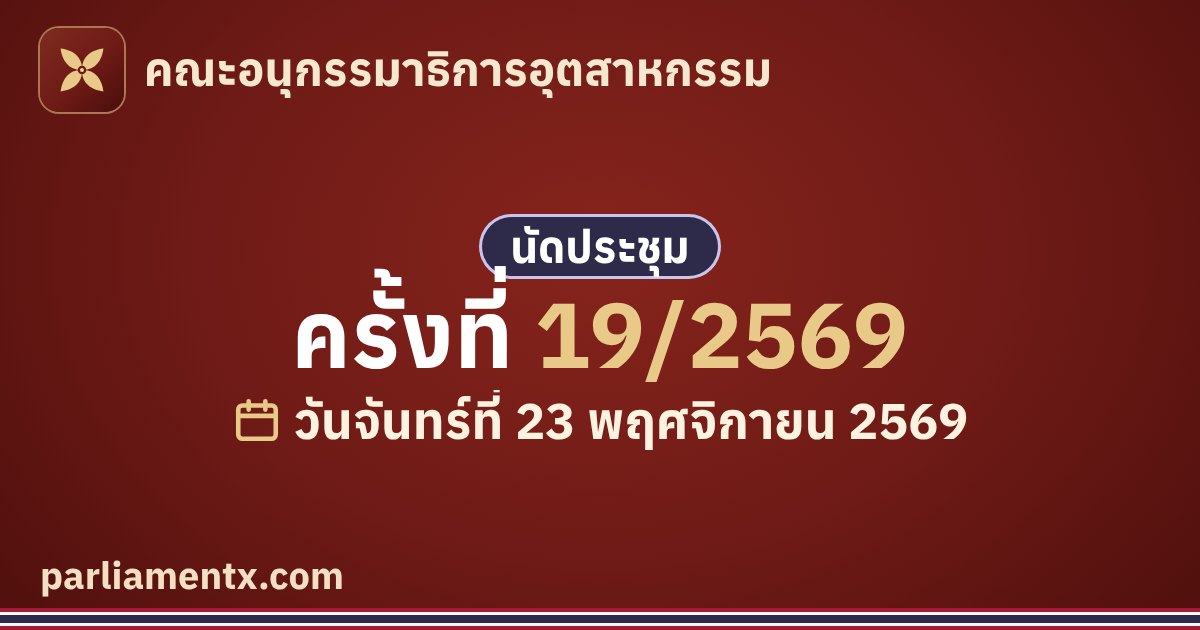 คณะอนุกรรมาธิการอุตสาหกรรม
นัดประชุม
ครั้งที่ 19/2569
วันจันทร์ที่ 23 พฤศจิกายน 2569
parliamentx.com